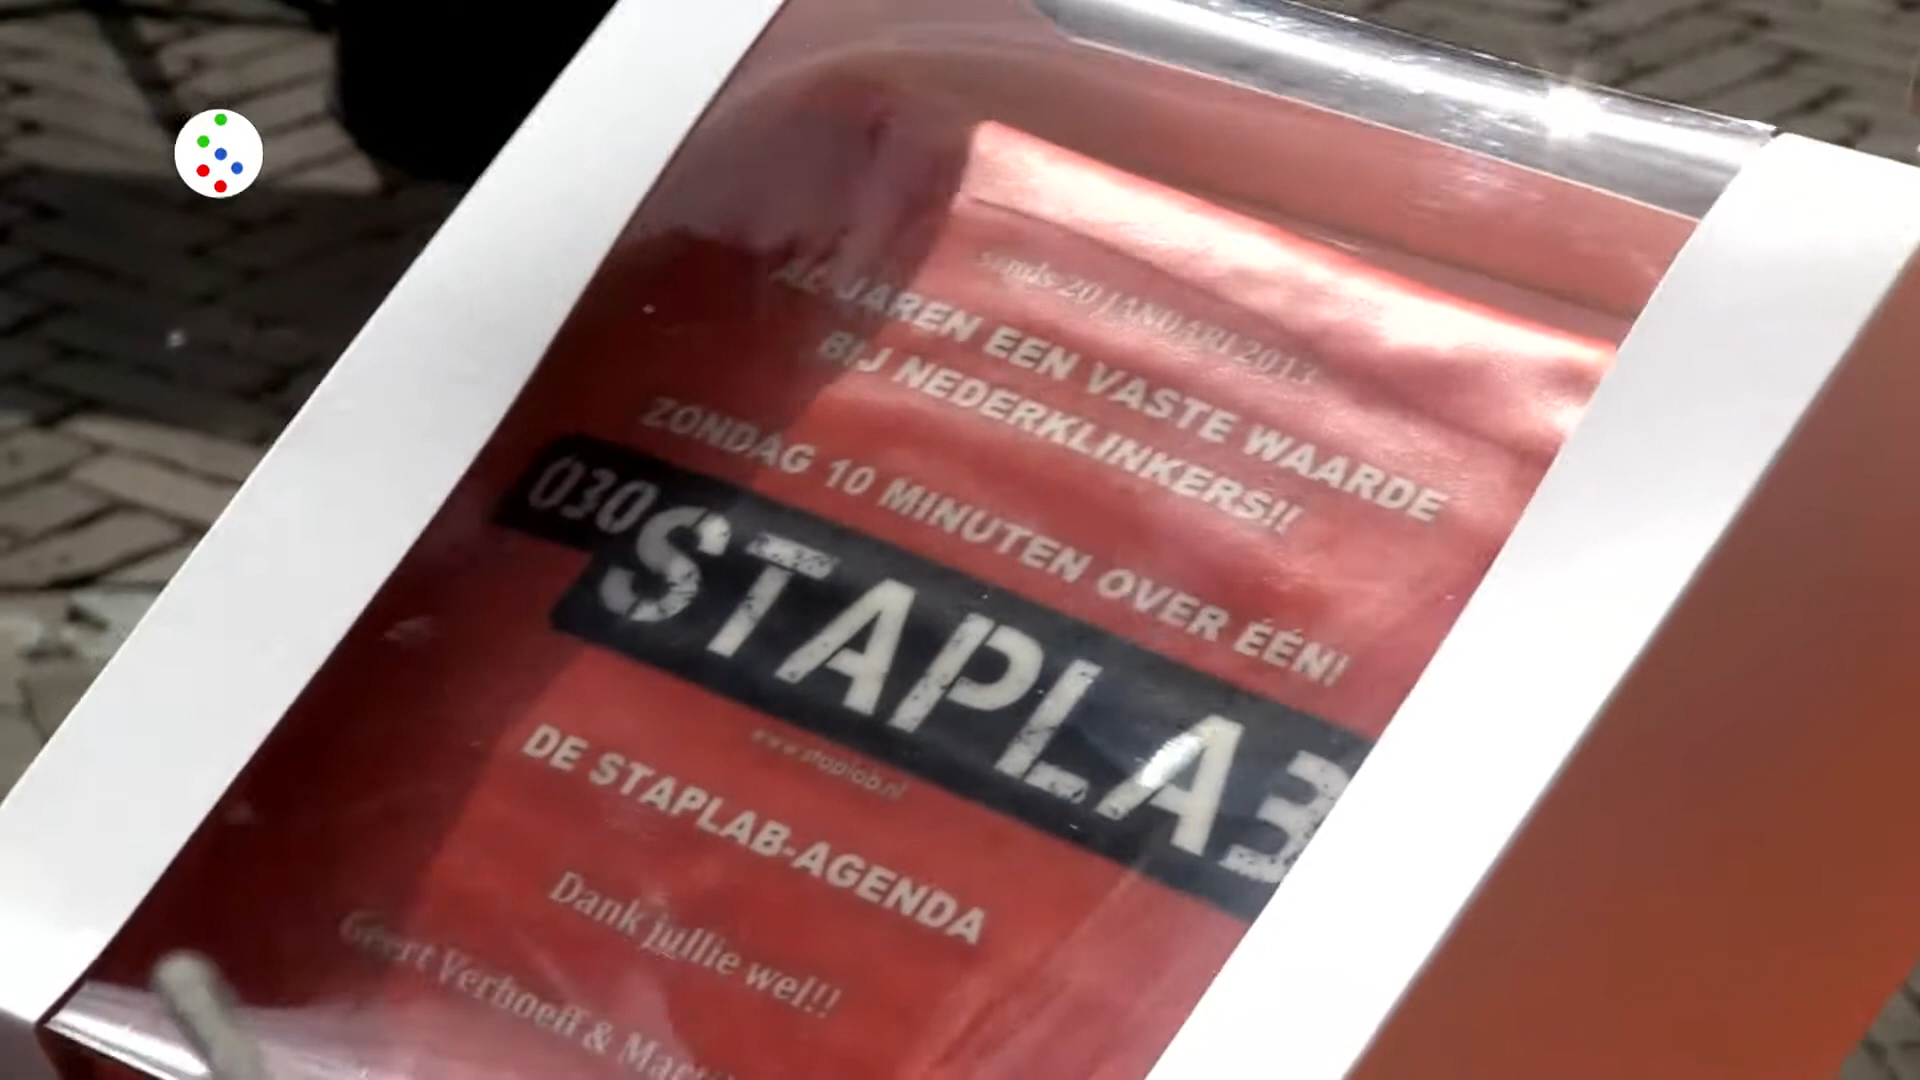 sinds 20 JANUARI 2013
AL JAREN EEN VASTE WAARDE
BIJ NEDERKLINKERS!!
ZONDAG 10 MINUTEN OVER ÉÉN!
030
STAPLAB
www.staplab.nl
DE STAPLAB-AGENDA
Dank jullie wel!!
Geert Verhoeff &